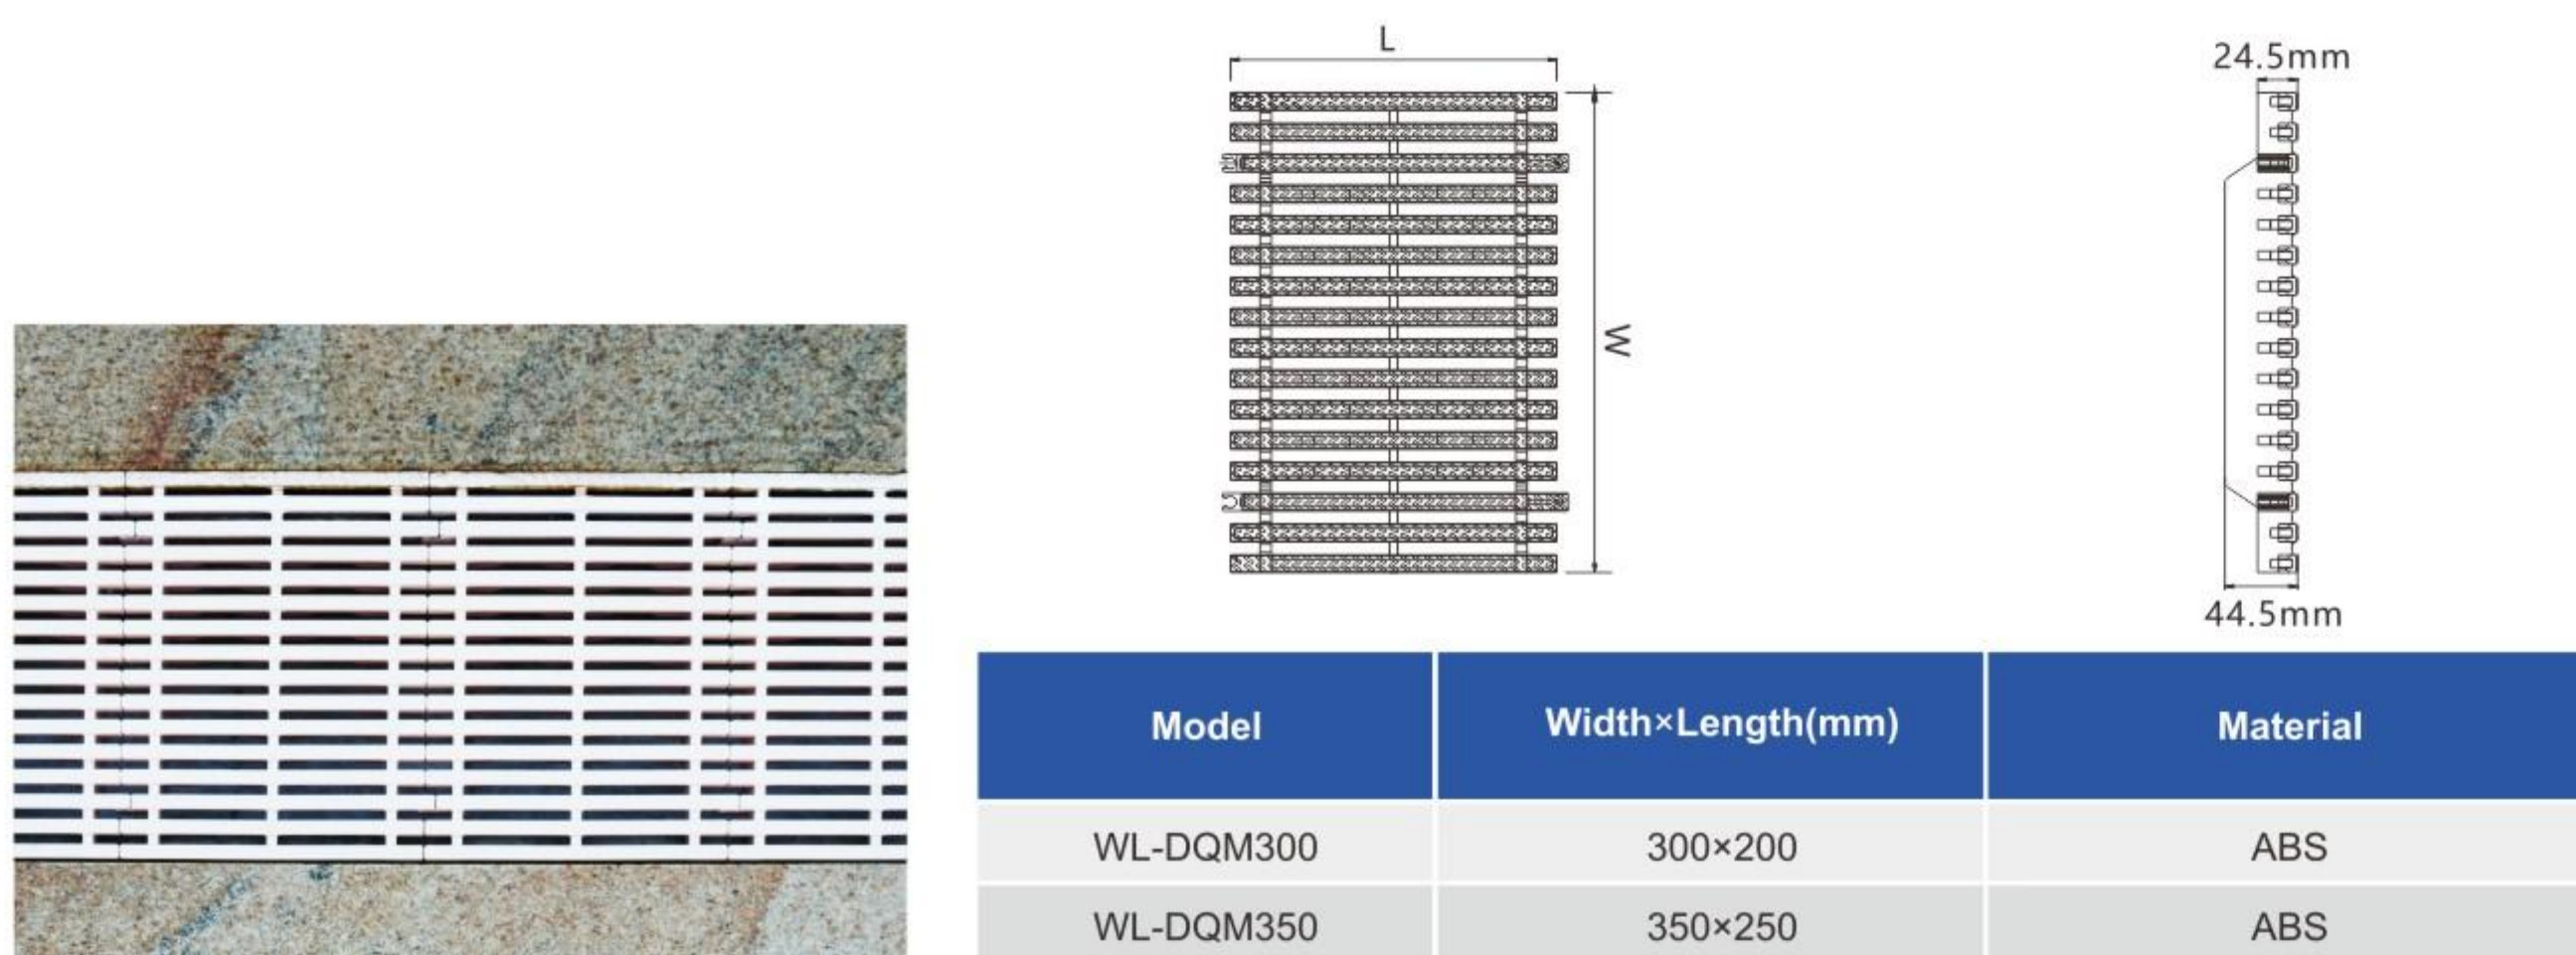 L
24.5mm
W
44.5mm
Model Width×Length(mm) Material
WL-DQM300 300×200 ABS
WL-DQM350 350×250 ABS